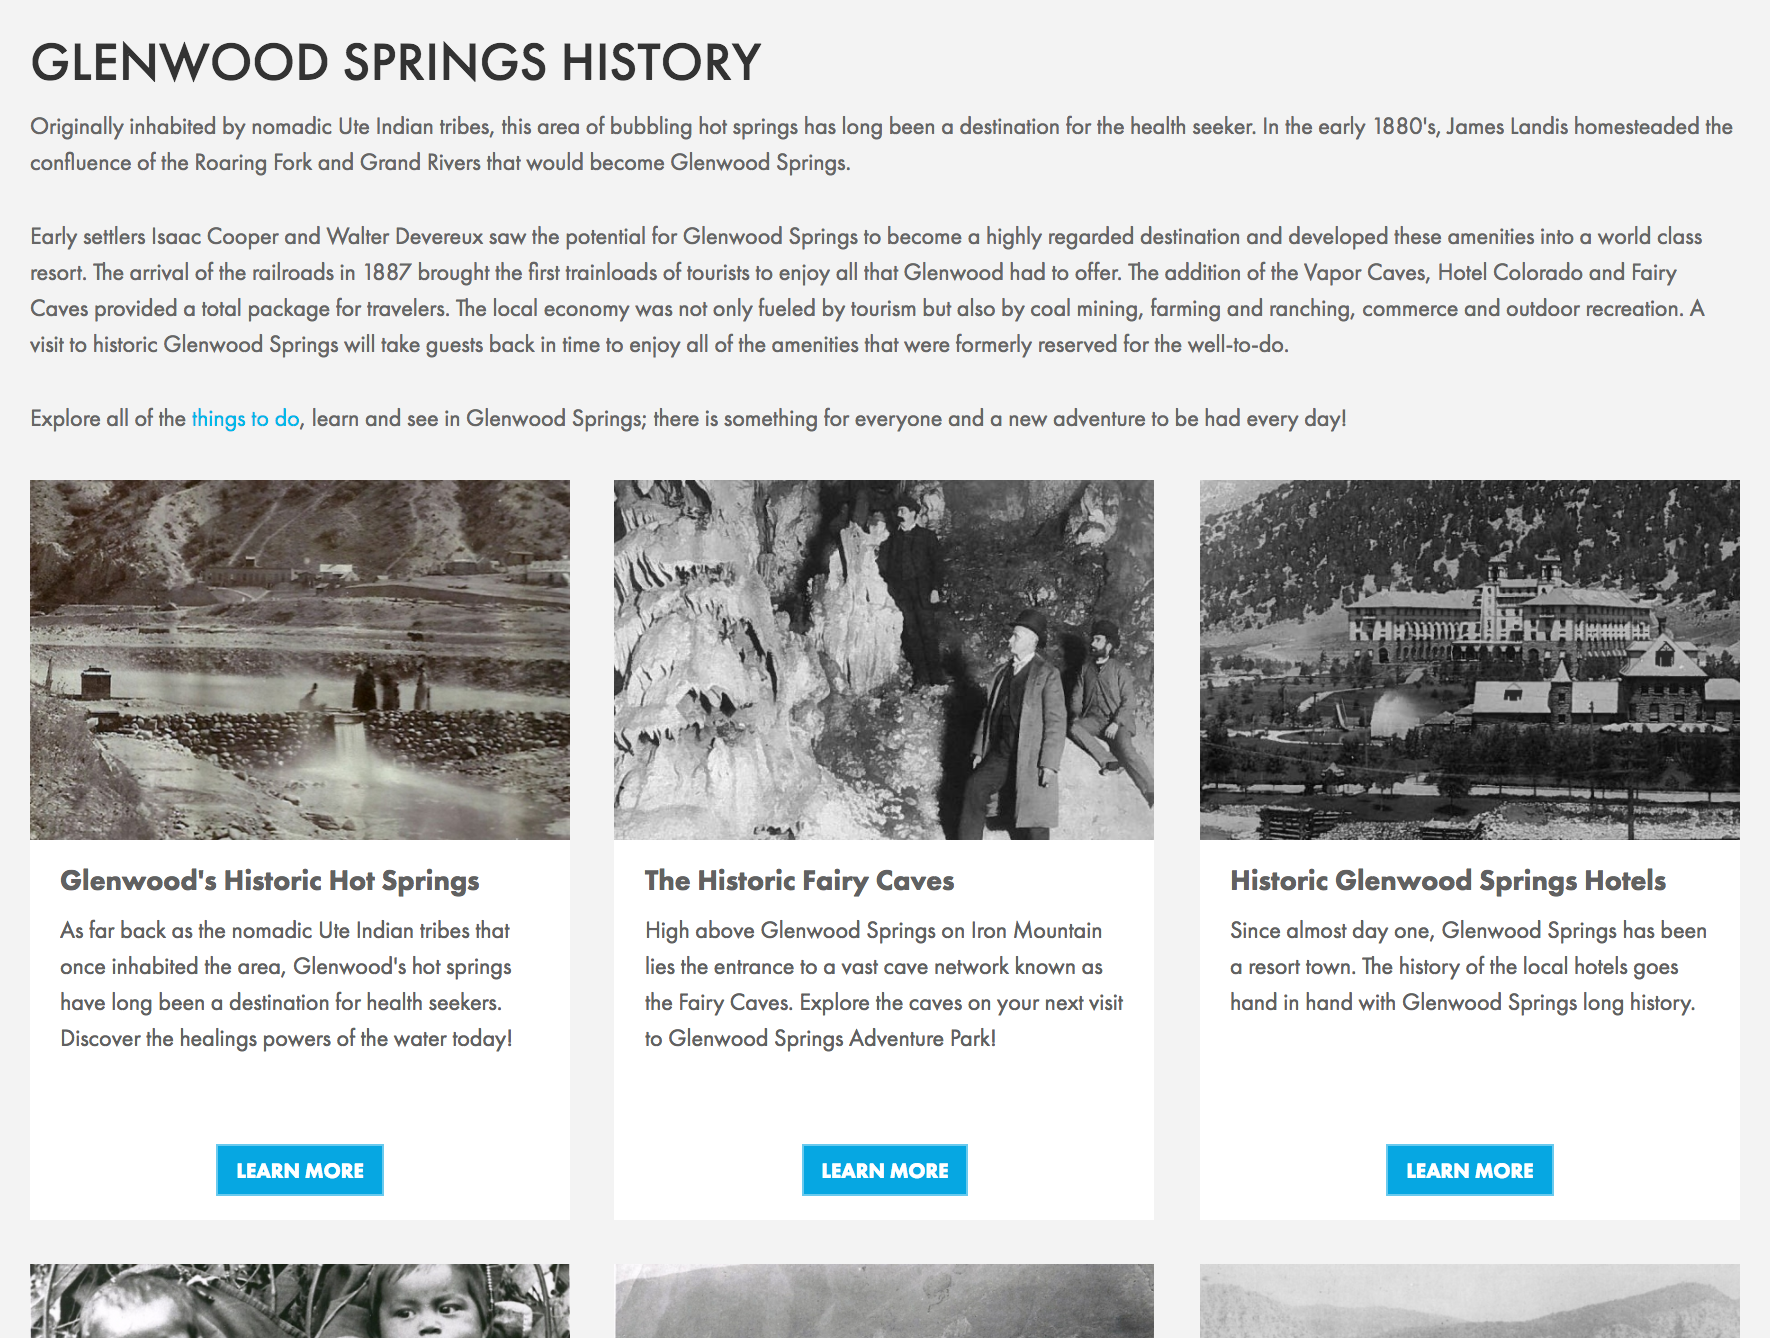 GLENWOOD SPRINGS HISTORY
Originally inhabited by nomadic Ute Indian tribes, this area of bubbling hot springs has long been a destination for the health seeker. In the early 1880's, James Landis homesteaded the
confluence of the Roaring Fork and Grand Rivers that would become Glenwood Springs.
Early settlers Isaac Cooper and Walter Devereux saw the potential for Glenwood Springs to become a highly regarded destination and developed these amenities into a world class
resort. The arrival of the railroads in 1887 brought the first trainloads of tourists to enjoy all that Glenwood had to offer. The addition of the Vapor Caves, Hotel Colorado and Fairy
Caves provided a total package for travelers. The local economy was not only fueled by tourism but also by coal mining, farming and ranching, commerce and outdoor recreation. A
visit to historic Glenwood Springs will take guests back in time to enjoy all of the amenities that were formerly reserved for the well-to-do.
Explore all of the things to do, learn and see in Glenwood Springs; there is something for everyone and a new adventure to be had every day!
Glenwood's Historic Hot Springs
As far back as the nomadic Ute Indian tribes that
once inhabited the area, Glenwood's hot springs
have long been a destination for health seekers.
Discover the healings powers of the water today!
LEARN MORE
The Historic Fairy Caves
High above Glenwood Springs on Iron Mountain
lies the entrance to a vast cave network known as
the Fairy Caves. Explore the caves on your next visit
to Glenwood Springs Adventure Park!
LEARN MORE
Historic Glenwood Springs Hotels
Since almost day one, Glenwood Springs has been
a resort town. The history of the local hotels goes
hand in hand with Glenwood Springs long history.
LEARN MORE